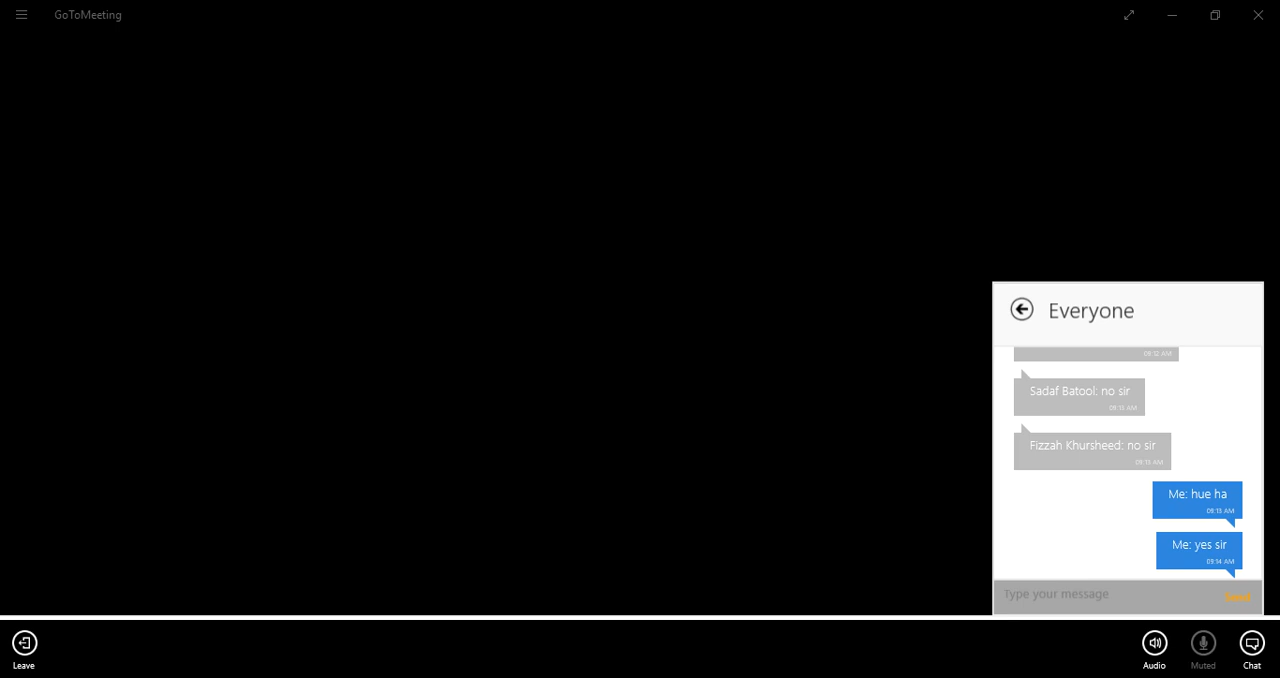 GoToMeeting
Everyone
09:12 AM
Sadaf Batool: no sir
09:13 AM
Fizzah Khursheed: no sir
09:13 AM
Me: hue ha
09:13 AM
Me: yes sir
09:14 AM
Type your message
Send
Leave
Audio
Muted
Chat